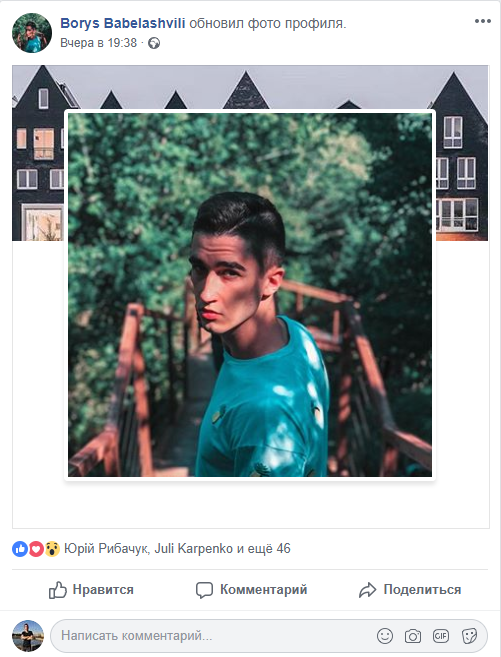 Borys Babelashvili обновил фото профиля.
Вчера в 19:38 ·
Юрій Рибачук, Juli Karpenko и ещё 46
Нравится Комментарий Поделиться
Написать комментарий...
GIF